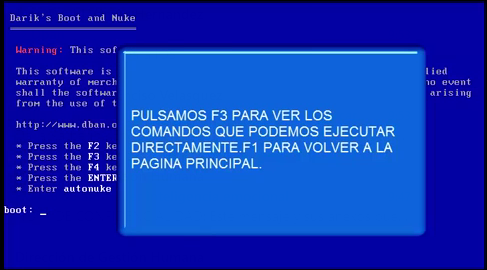 Darik's Boot and Nuke
Warning: This sof
This software is
lied
warranty of merch
no event
shall the softwar
arising
from the use of t
http://www.dban.o
PULSAMOS F3 PARA VER LOS
COMANDOS QUE PODEMOS EJECUTAR
DIRECTAMENTE.F1 PARA VOLVER A LA
PAGINA PRINCIPAL.
* Press the F2 ke
* Press the F3 ke
* Press the F4 ke
* Press the ENTER
* Enter autonuke
boot: _